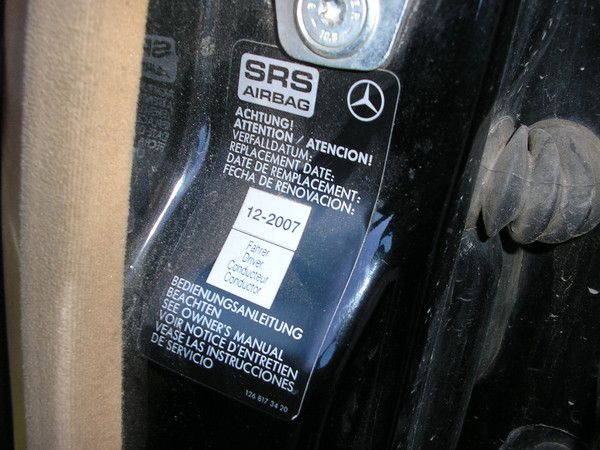 SRS
AIRBAG
ACHTUNG!
ATTENTION / ATENCION!
VERFALLDATUM:
REPLACEMENT DATE:
DATE DE REMPLACEMENT:
FECHA DE RENOVACION:
12-2007
Fahrer
Driver
Conducteur
Conductor
BEDIENUNGSANLEITUNG
BEACHTEN
SEE OWNER'S MANUAL
VOIR NOTICE D'ENTRETIEN
VEASE LAS INSTRUCCIONES
DE SERVICIO
126 817 34 20